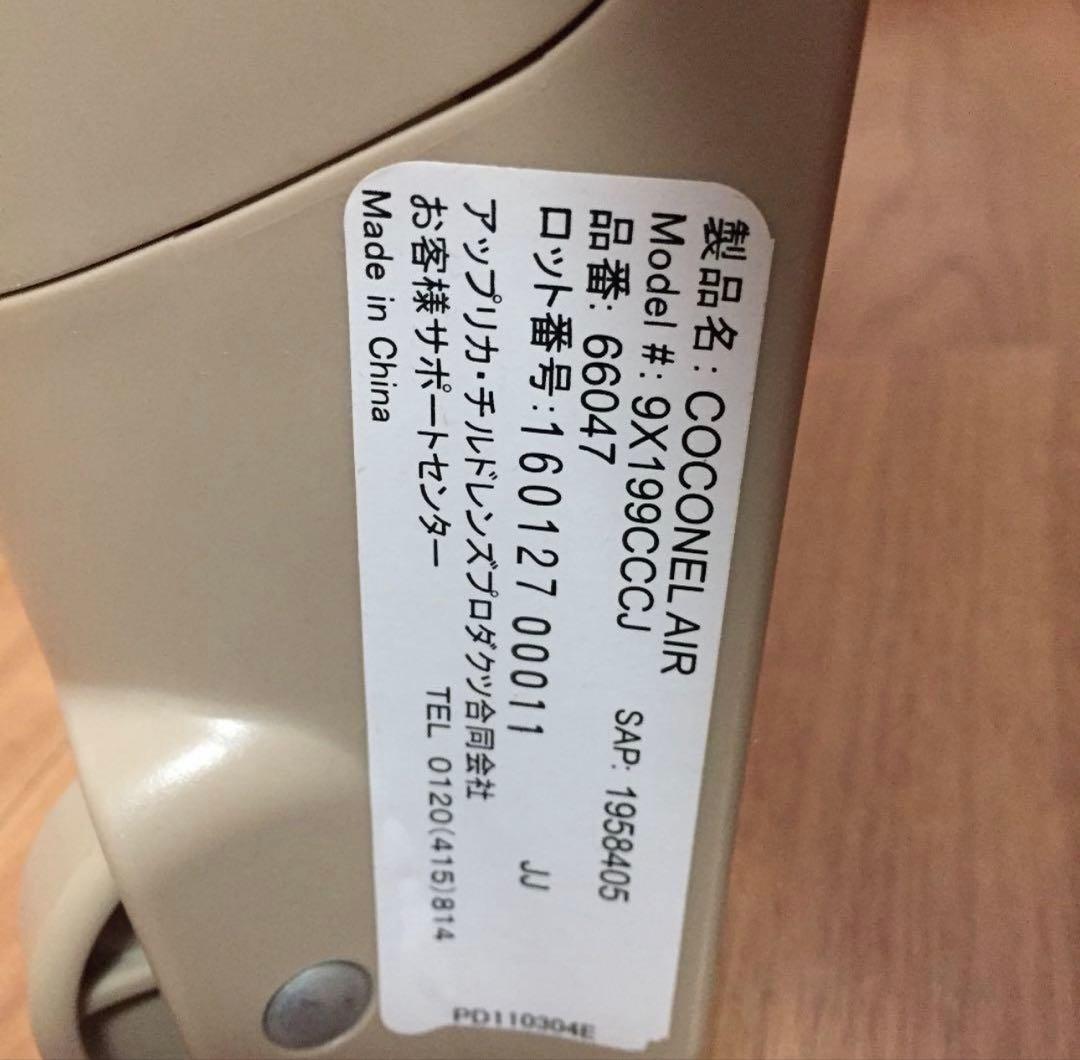 製品名：COCONEL AIR
Model #: 9X199CCCJ SAP: 1958405
品番: 66047
ロット番号:160127 00011 JJ
アップリカ・チルドレンズプロダクツ合同会社
お客様サポートセンター TEL 0120(415)814
Made in China
PD110304E